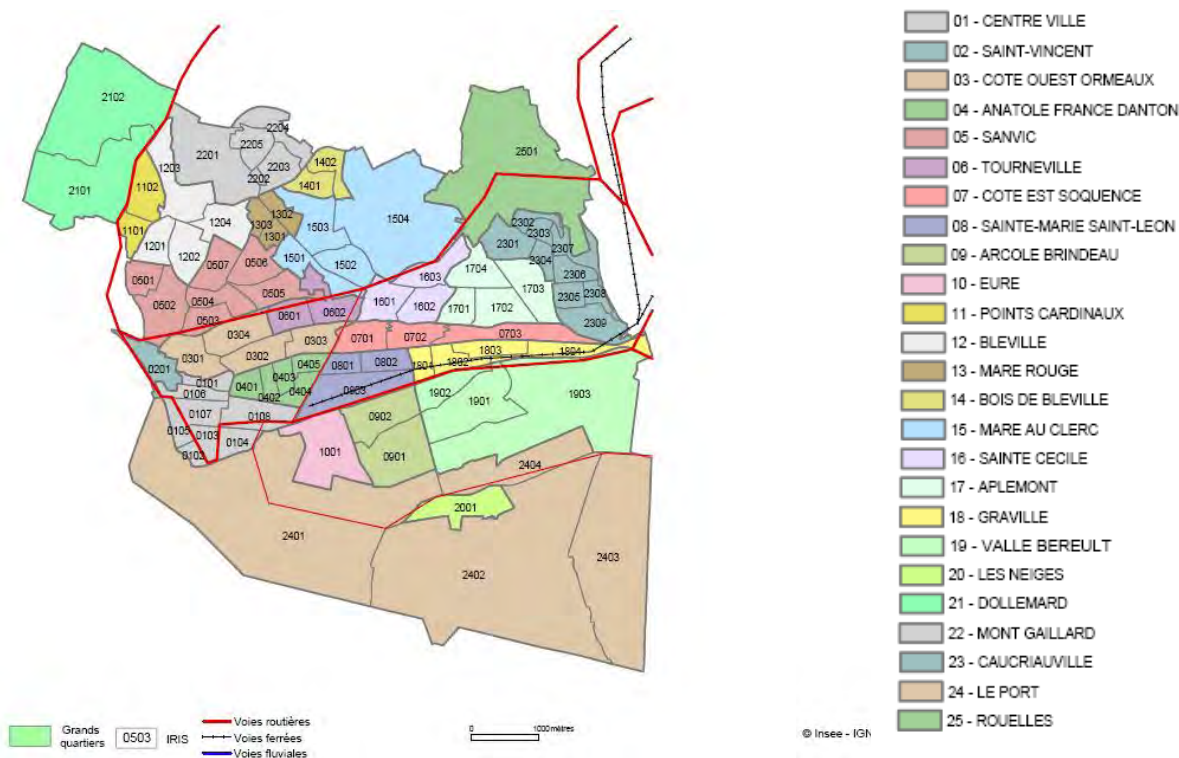 2102
2101
1102
1101
1203
2201
2204
2205
2203
2202
1402
1401
1204
1201
1202
1302
1303
1301
1503
1504
1501
1502
2501
2302
2303
2301
2304
2307
2306
2305
2308
2309
0501
0502
0507
0506
0504
0505
0503
0601
0602
1603
1601
1602
1704
1703
1701
1702
0304
0303
0301
0302
0701
0702
0703
0201
0101
0106
0107
0105
0103
0102
0104
0108
0401
0402
0403
0404
0405
0801
0802
0803
1801
1802
1803
1804
1902
1901
1903
0902
0901
1001
2404
2001
2401
2402
2403
01 - CENTRE VILLE
02 - SAINT-VINCENT
03 - COTE OUEST ORMEAUX
04 - ANATOLE FRANCE DANTON
05 - SANVIC
06 - TOURNEVILLE
07 - COTE EST SOQUENCE
08 - SAINTE-MARIE SAINT-LEON
09 - ARCOLE BRINDEAU
10 - EURE
11 - POINTS CARDINAUX
12 - BLEVILLE
13 - MARE ROUGE
14 - BOIS DE BLEVILLE
15 - MARE AU CLERC
16 - SAINTE CECILE
17 - APLEMONT
18 - GRAVILLE
19 - VALLE BEREULT
20 - LES NEIGES
21 - DOLLEMARD
22 - MONT GAILLARD
23 - CAUCRIAUVILLE
24 - LE PORT
25 - ROUELLES
Grands quartiers
0503
IRIS
Voies routières
Voies ferrées
Voies fluviales
0 1000 mètres
© Insee - IGN